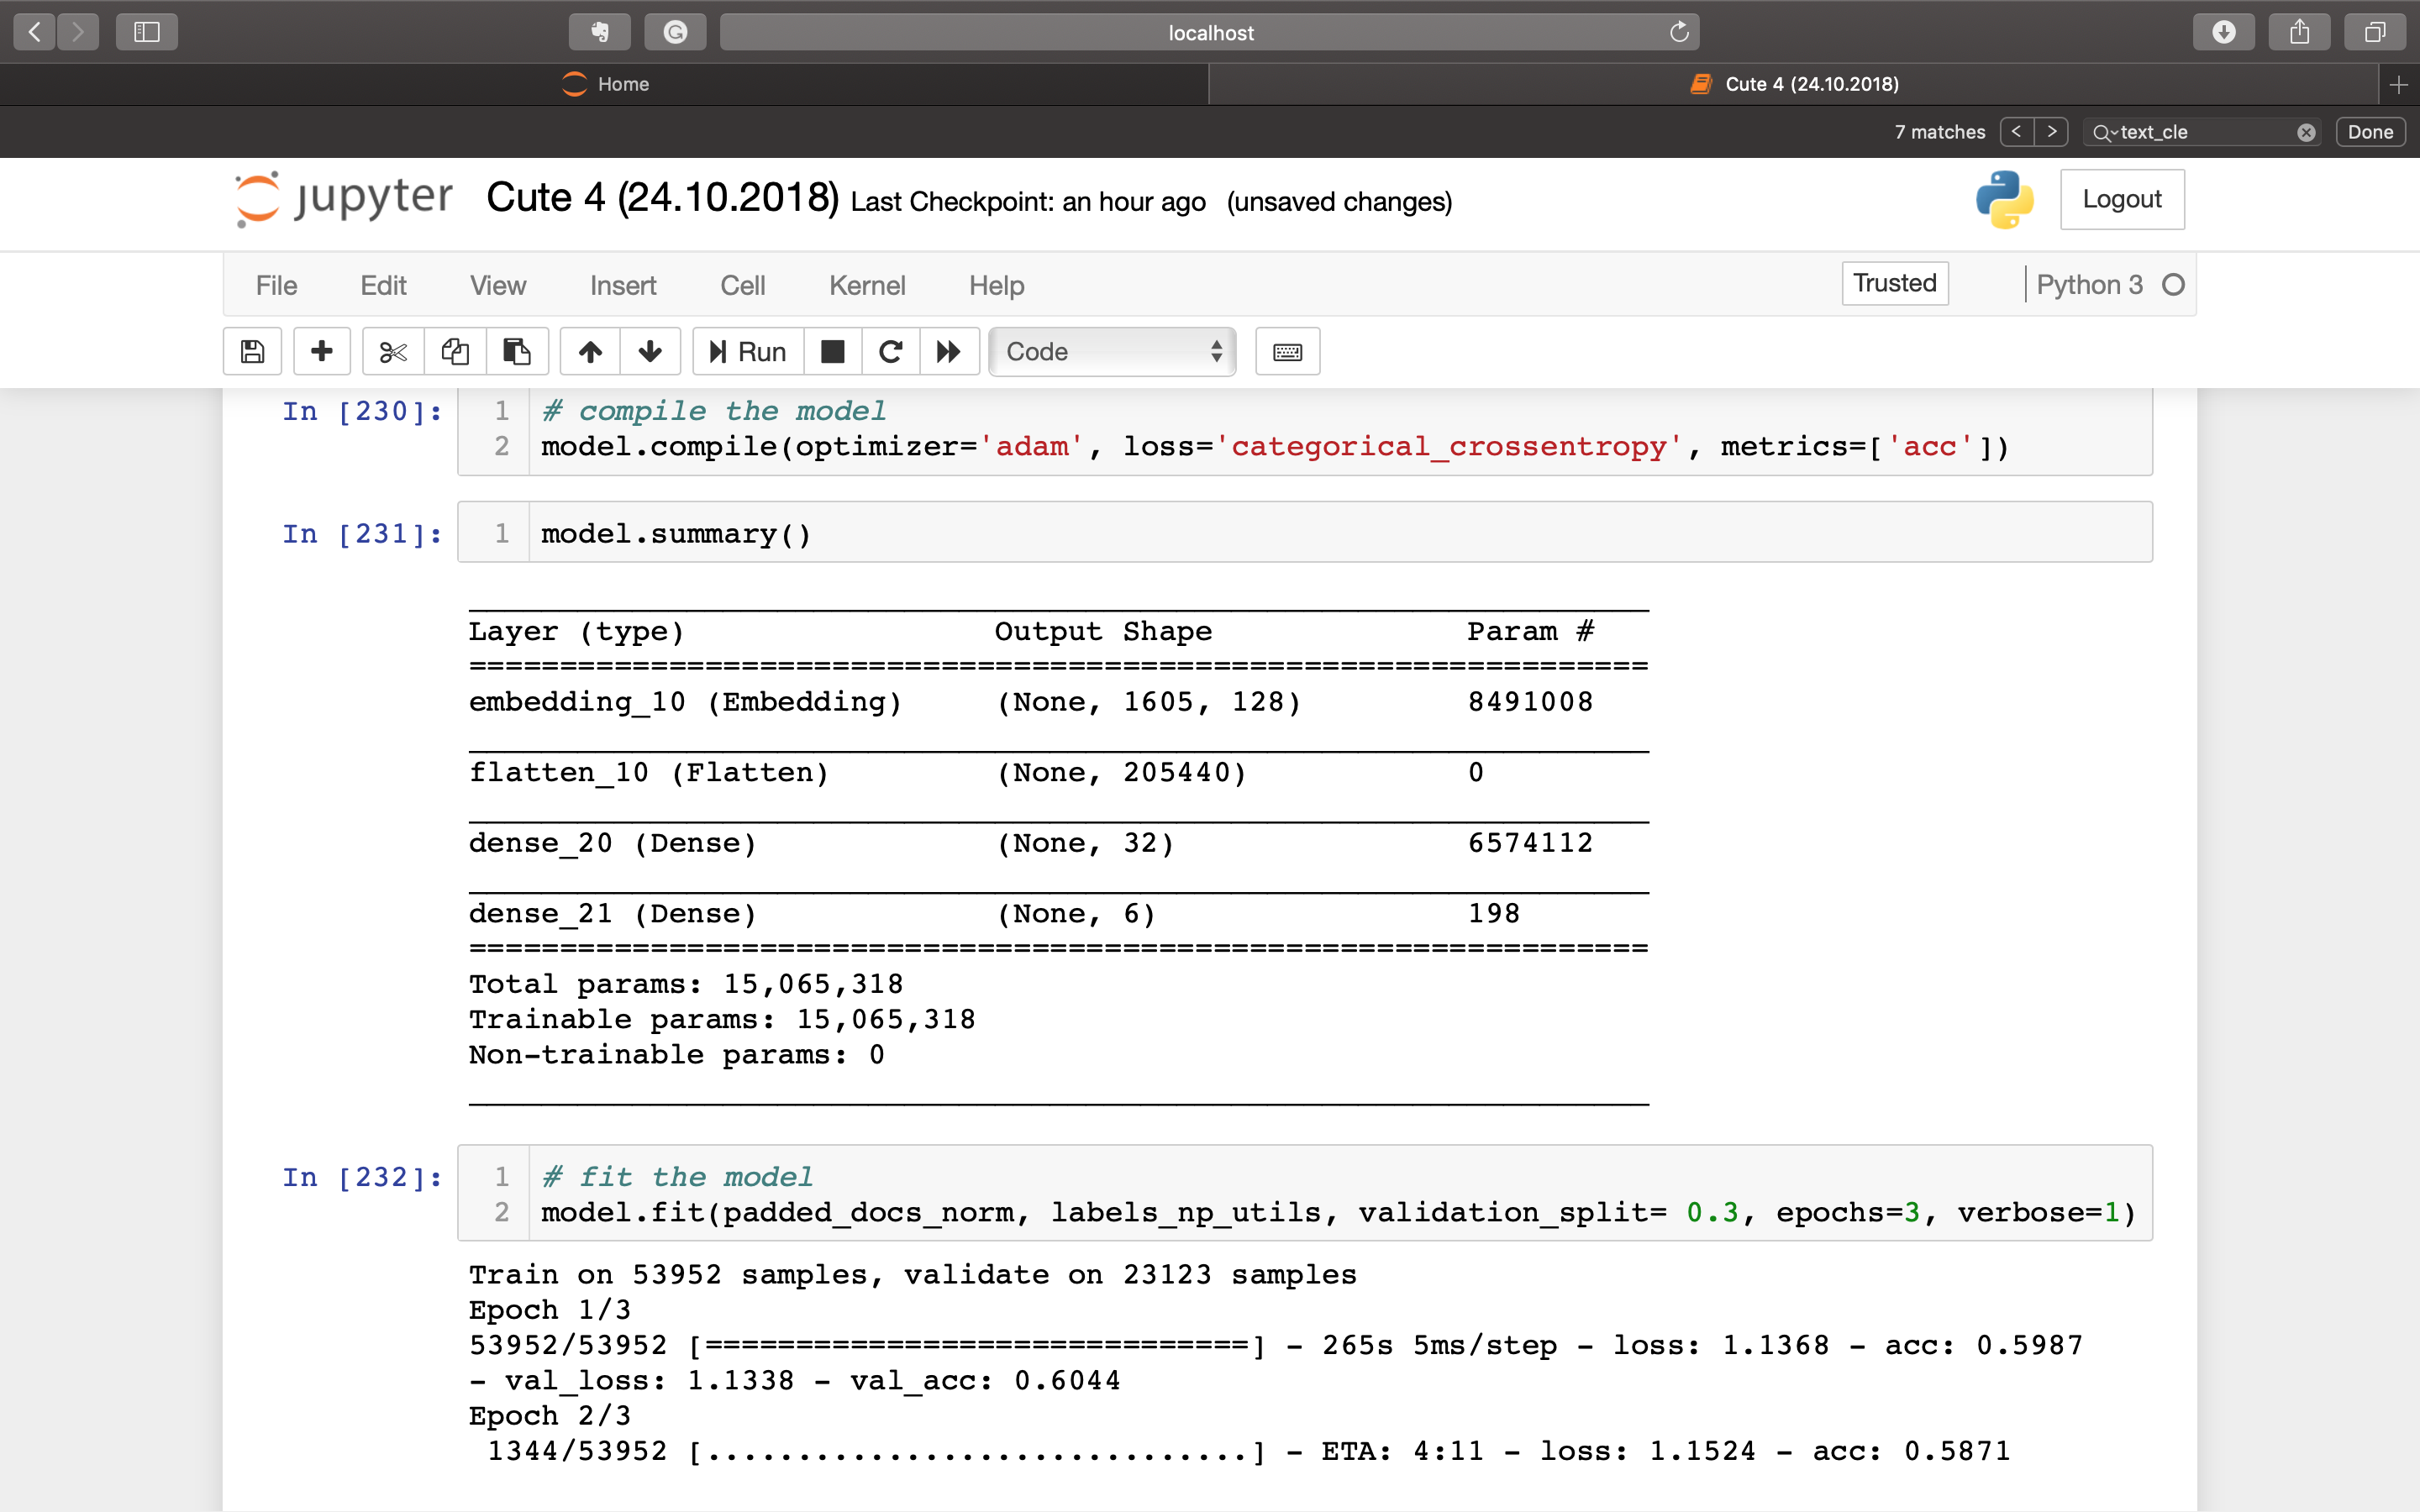 localhost
Home
Cute 4 (24.10.2018)
7 matches
text_cle
Done
jupyter Cute 4 (24.10.2018) Last Checkpoint: an hour ago (unsaved changes)
Logout
File Edit View Insert Cell Kernel Help
Trusted
Python 3
Run
Code
In [230]:
1 # compile the model
2 model.compile(optimizer='adam', loss='categorical_crossentropy', metrics=['acc'])
In [231]:
1 model.summary()
Layer (type) Output Shape Param #
=================================================================
embedding_10 (Embedding) (None, 1605, 128) 8491008
flatten_10 (Flatten) (None, 205440) 0
dense_20 (Dense) (None, 32) 6574112
dense_21 (Dense) (None, 6) 198
=================================================================
Total params: 15,065,318
Trainable params: 15,065,318
Non-trainable params: 0
In [232]:
1 # fit the model
2 model.fit(padded_docs_norm, labels_np_utils, validation_split= 0.3, epochs=3, verbose=1)
Train on 53952 samples, validate on 23123 samples
Epoch 1/3
53952/53952 [==============================] - 265s 5ms/step - loss: 1.1368 - acc: 0.5987
- val_loss: 1.1338 - val_acc: 0.6044
Epoch 2/3
1344/53952 [..............................] - ETA: 4:11 - loss: 1.1524 - acc: 0.5871